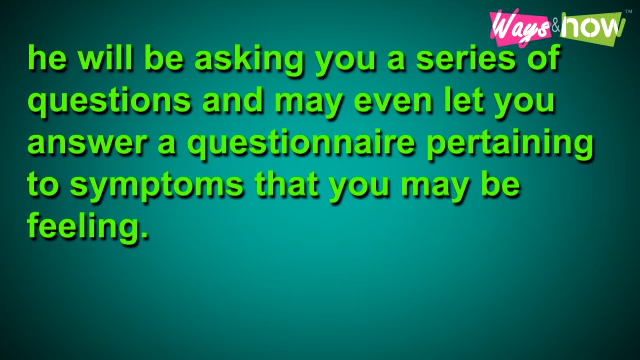 Ways&how™
he will be asking you a series of
questions and may even let you
answer a questionnaire pertaining
to symptoms that you may be
feeling.